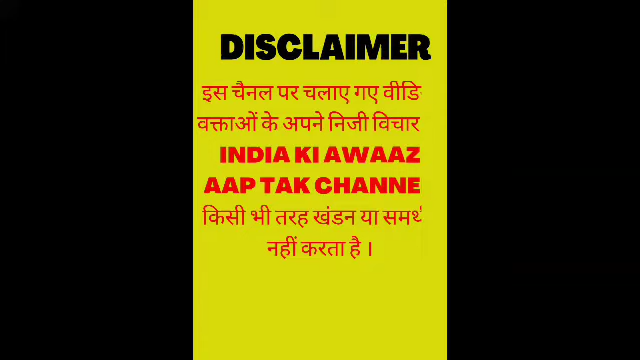 DISCLAIMER
इस चैनल पर चलाए गए वीडि
वक्ताओं के अपने निजी विचार
INDIA KI AWAAZ
AAP TAK CHANNE
किसी भी तरह खंडन या समर्थ
नहीं करता है ।